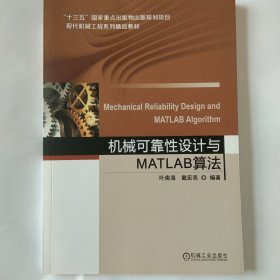 “十三五”国家重点出版物出版规划项目
现代机械工程系列精品教材
Mechanical Reliability Design and
MATLAB Algorithm
机械可靠性设计与
MATLAB算法
叶南海 戴宏亮 ◎ 编著
机械工业出版社
CHINA MACHINE PRESS